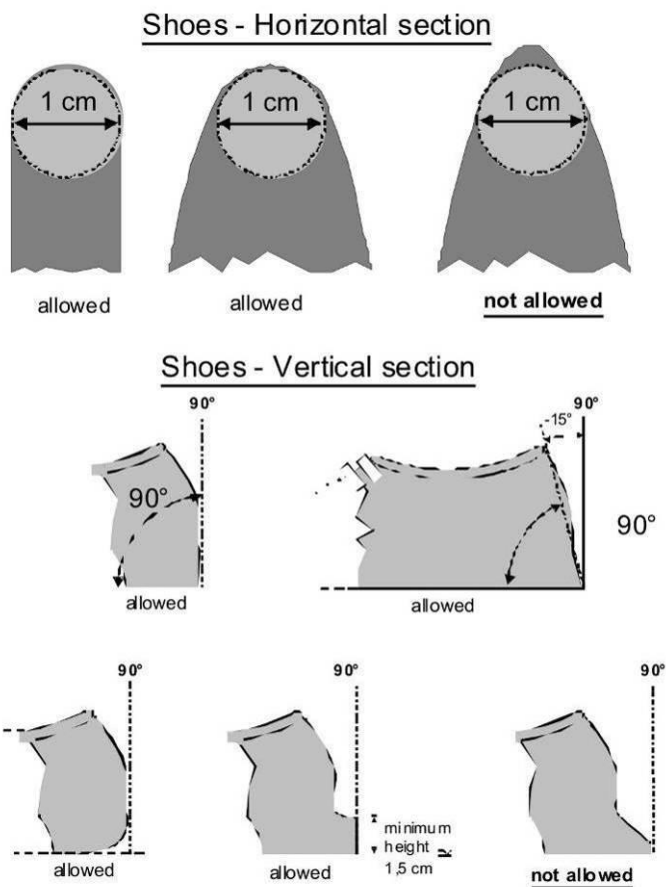 Shoes - Horizontal section
1 cm
1 cm
1 cm
allowed
allowed
not allowed
Shoes - Vertical section
90°
90°
allowed
-15°
90°
90°
allowed
90°
allowed
90°
minimum
height
1,5 cm
allowed
90°
not allowed